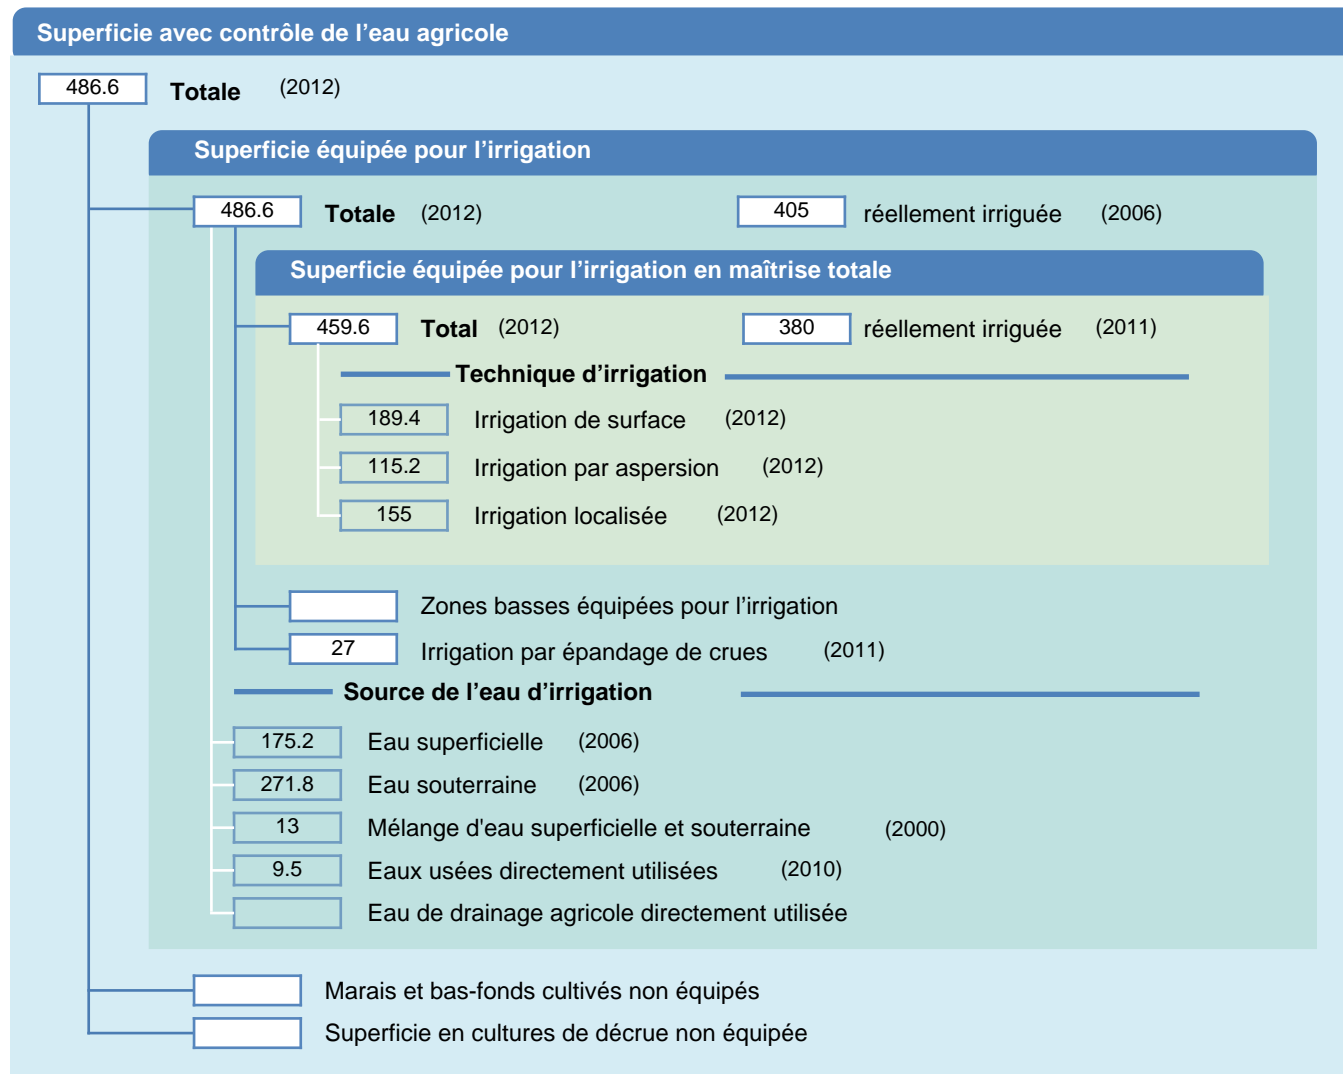 Superficie avec contrôle de l'eau agricole
486.6 Totale (2012)
Superficie équipée pour l'irrigation
486.6 Totale (2012) 405 réellement irriguée (2006)
Superficie équipée pour l'irrigation en maîtrise totale
459.6 Total (2012) 380 réellement irriguée (2011)
Technique d'irrigation
189.4 Irrigation de surface (2012)
115.2 Irrigation par aspersion (2012)
155 Irrigation localisée (2012)
Zones basses équipées pour l'irrigation
27 Irrigation par épandage de crues (2011)
Source de l'eau d'irrigation
175.2 Eau superficielle (2006)
271.8 Eau souterraine (2006)
13 Mélange d'eau superficielle et souterraine (2000)
9.5 Eaux usées directement utilisées (2010)
Eau de drainage agricole directement utilisée
Marais et bas-fonds cultivés non équipés
Superficie en cultures de décrue non équipée